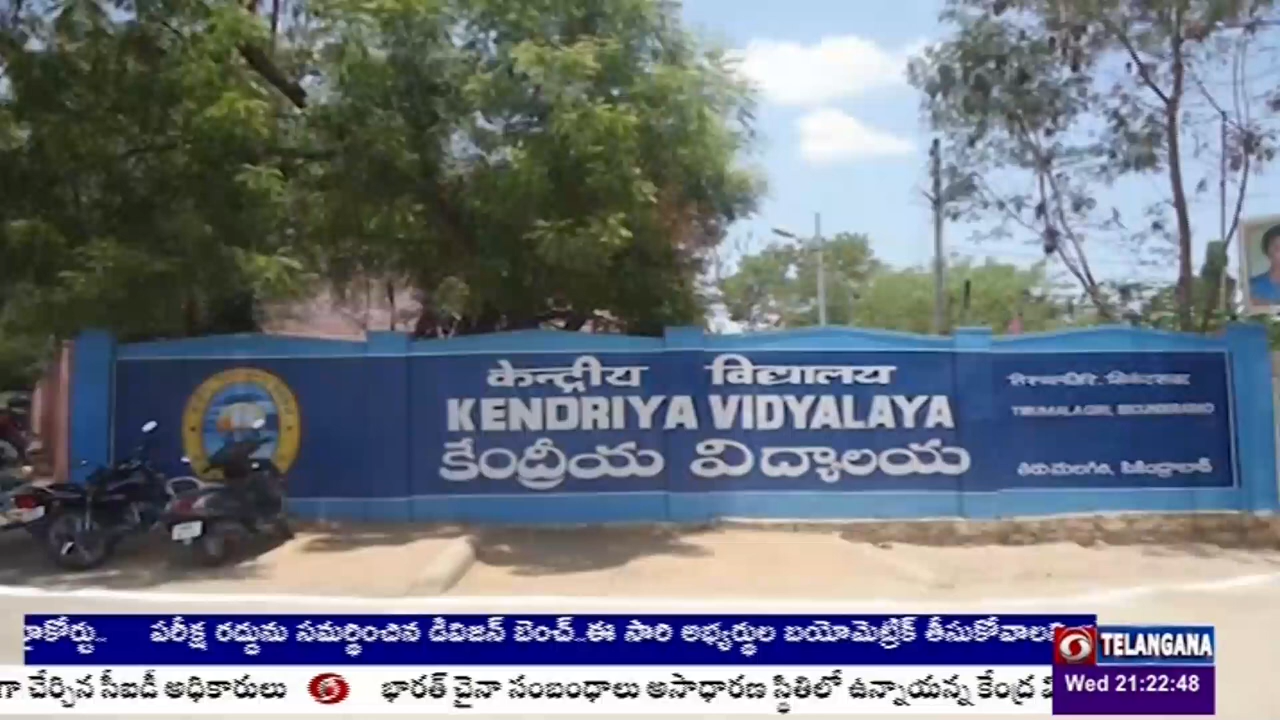 केन्द्रीय विद्यालय
KENDRIYA VIDYALAYA
కేంద్రీయ విద్యాలయ
TIRUMALAGIRI, SECUNDERABAD
తిరుమలగిరి, సికింద్రాబాద్
పరీక్ష రద్దును సమర్థించిన డివిజన్ బెంచ్..ఈ సారి అభ్యర్థుల బయోమెట్రిక్ తీసుకోవాలని
TELANGANA
చేర్చిన సీఐడీ అధికారులు భారత్ చైనా సంబంధాలు అసాధారణ స్థితిలో ఉన్నాయన్న కేంద్ర
Wed 21:22:48